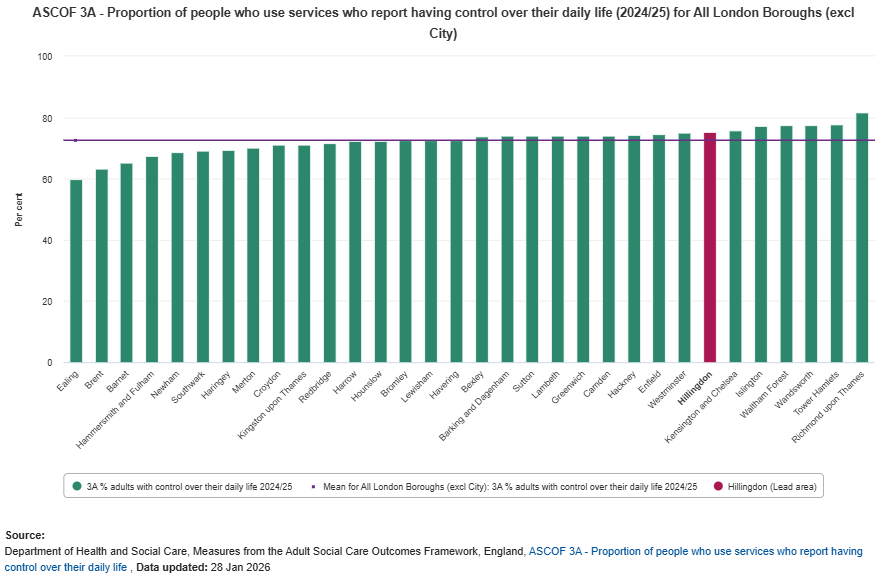 ASCOF 3A - Proportion of people who use services who report having control over their daily life (2024/25) for All London Boroughs (excl
City)
100
80
60
40
20
0
Per cent
Ealing
Brent
Barnet
Hammersmith and Fulham
Newham
Southwark
Haringey
Merton
Croydon
Kingston upon Thames
Redbridge
Harrow
Hounslow
Bromley
Lewisham
Havering
Bexley
Barking and Dagenham
Sutton
Lambeth
Greenwich
Camden
Hackney
Enfield
Westminster
Hillingdon
Kensington and Chelsea
Islington
Waltham Forest
Wandsworth
Tower Hamlets
Richmond upon Thames
3A % adults with control over their daily life 2024/25
Mean for All London Boroughs (excl City): 3A % adults with control over their daily life 2024/25
Hillingdon (Lead area)
Source:
Department of Health and Social Care, Measures from the Adult Social Care Outcomes Framework, England, ASCOF 3A - Proportion of people who use services who report having
control over their daily life , Data updated: 28 Jan 2026